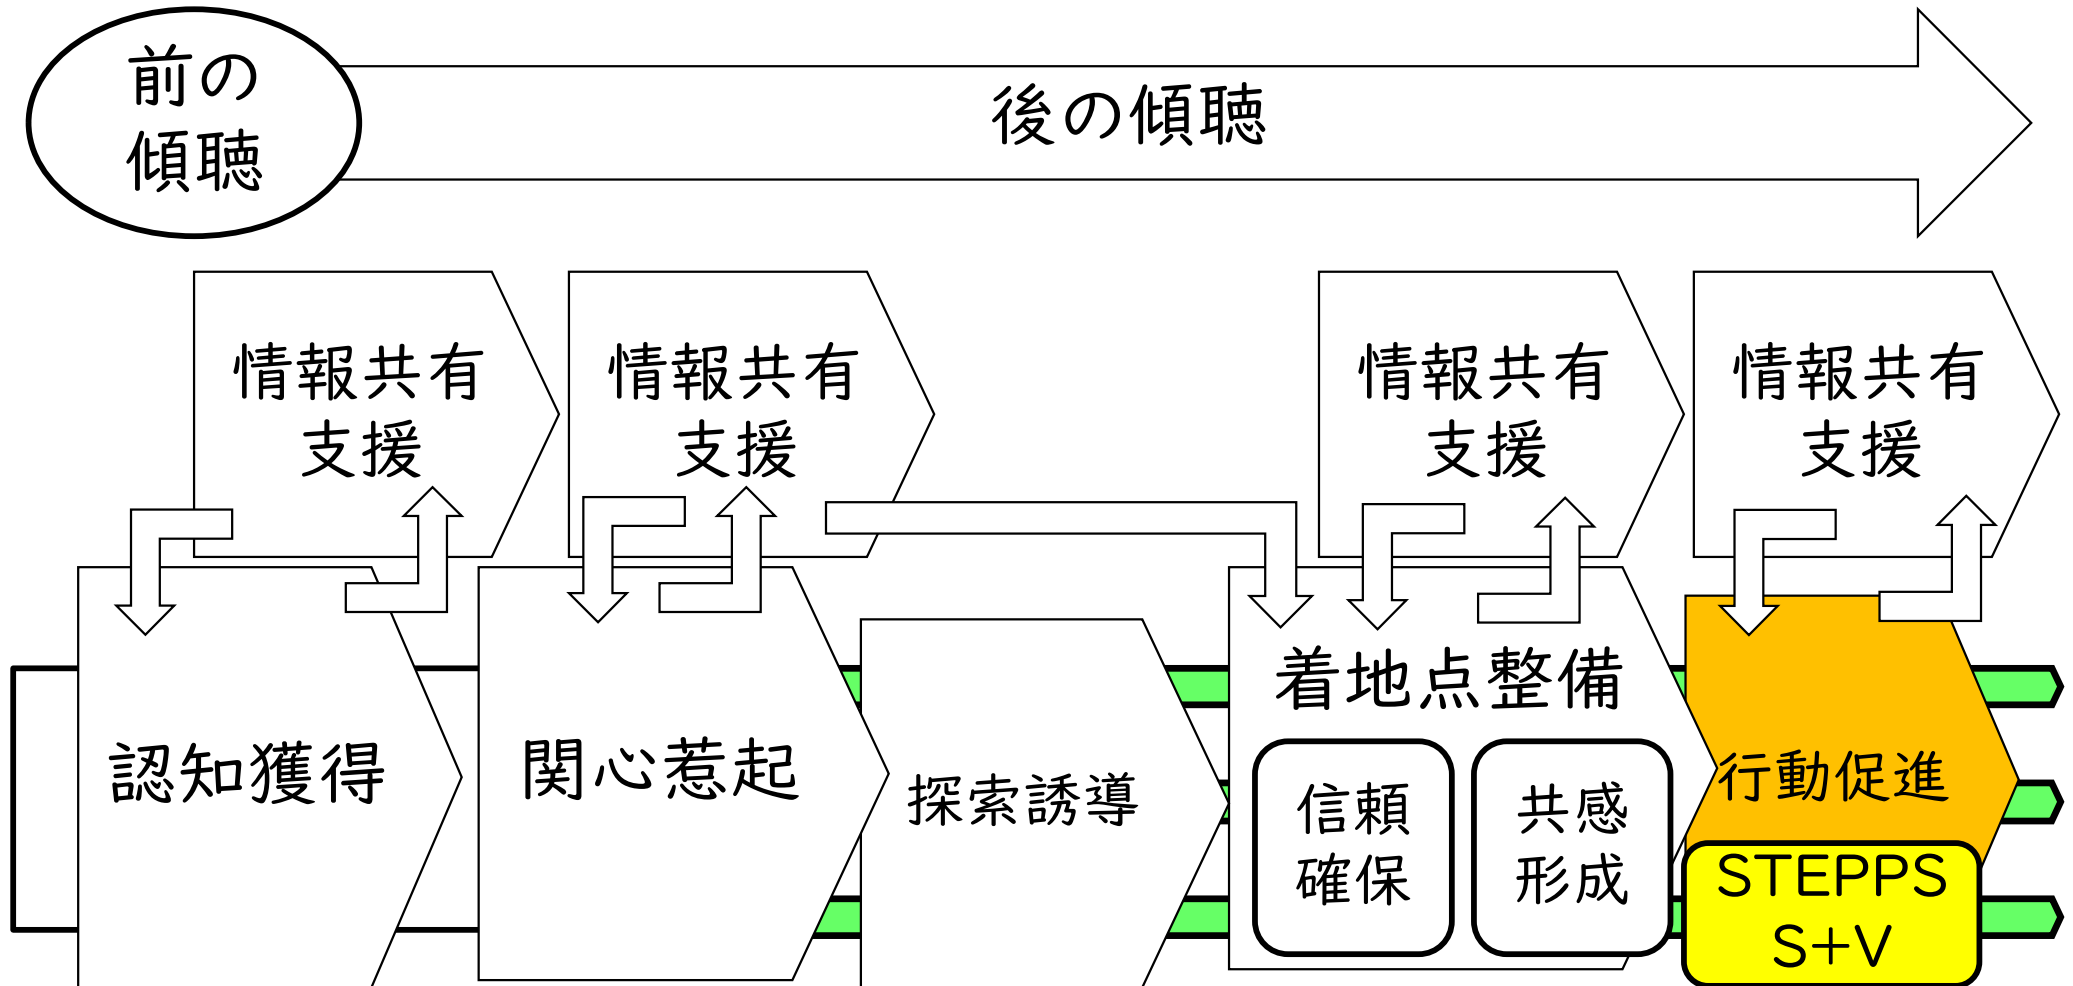 前の
傾聴
後の傾聴
情報共有
支援
情報共有
支援
情報共有
支援
情報共有
支援
認知獲得
関心惹起
探索誘導
着地点整備
信頼
確保
共感
形成
行動促進
STEPPS
S+V